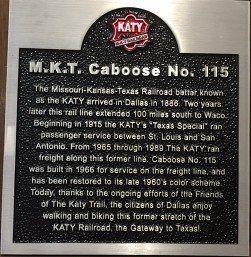 KATY
M.K.T. Caboose No. 115
The Missouri-Kansas-Texas Railroad better known
as the KATY arrived in Dallas in 1886. Two years
later this rail line extended 100 miles south to Waco.
Beginning in 1915 the KATY's "Texas Special" ran
passenger service between St. Louis and San
Antonio. From 1965 through 1989 The KATY ran
freight along this former line. Caboose No. 115
was built in 1966 for service on the freight line, and
has been restored to its late 1960's color scheme.
Today, thanks to the ongoing efforts of the Friends
of The Katy Trail, the citizens of Dallas enjoy
walking and biking this former stretch of the
KATY Railroad, the Gateway to Texas!